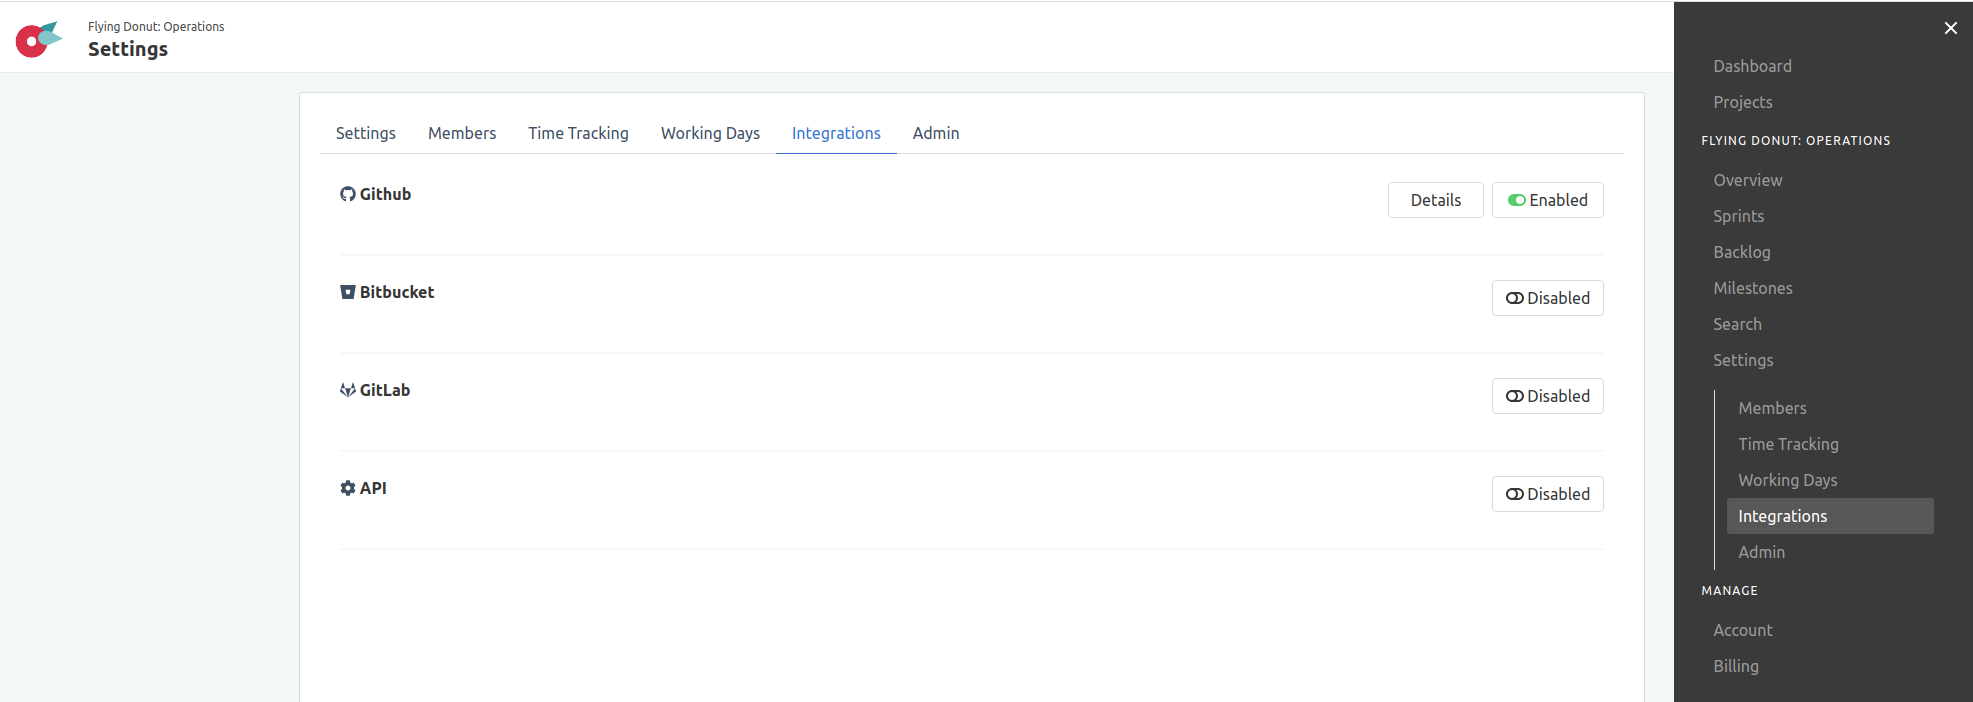 Flying Donut: Operations
Settings
Settings Members Time Tracking Working Days Integrations Admin
Github Details Enabled
Bitbucket Disabled
GitLab Disabled
API Disabled
Dashboard
Projects
FLYING DONUT: OPERATIONS
Overview
Sprints
Backlog
Milestones
Search
Settings
Members
Time Tracking
Working Days
Integrations
Admin
MANAGE
Account
Billing